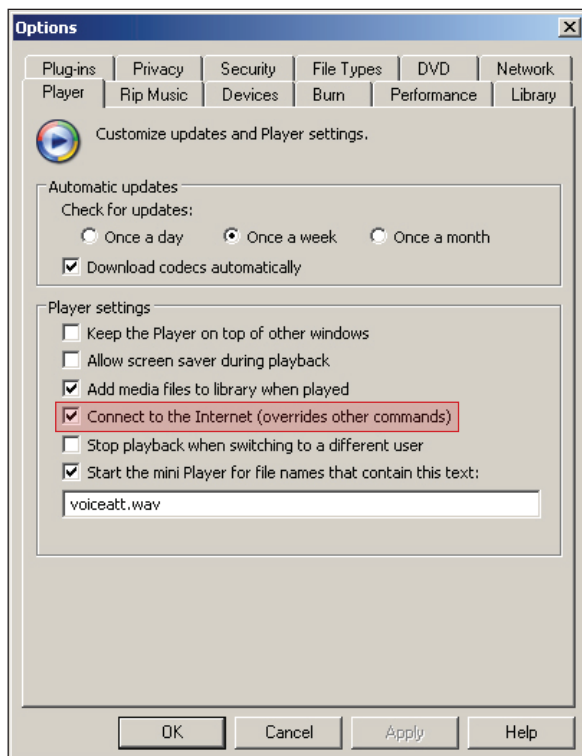 Options
Plug-ins Privacy Security File Types DVD Network
Player Rip Music Devices Burn Performance Library
Customize updates and Player settings.
Automatic updates
Check for updates:
Once a day Once a week Once a month
Download codecs automatically
Player settings
Keep the Player on top of other windows
Allow screen saver during playback
Add media files to library when played
Connect to the Internet (overrides other commands)
Stop playback when switching to a different user
Start the mini Player for file names that contain this text:
voiceatt.wav
OK Cancel Apply Help